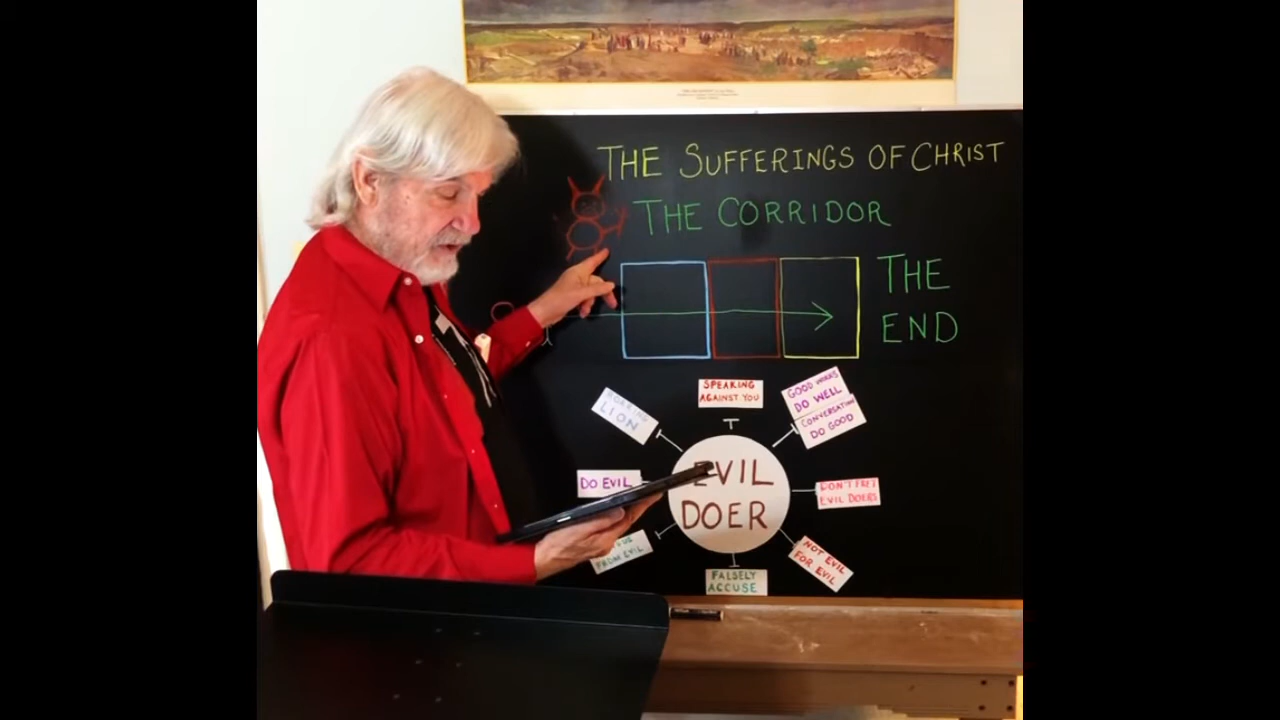 THE SUFFERINGS OF CHRIST
THE CORRIDOR
THE
END
SPEAKING
AGAINST YOU
GOOD WORKS
DO WELL
CONVERSATION
DO GOOD
LION
DO EVIL
EVIL
DOER
DON'T FRET
EVIL DOERS
FROM EVIL
NOT EVIL
FOR EVIL
FALSELY
ACCUSE